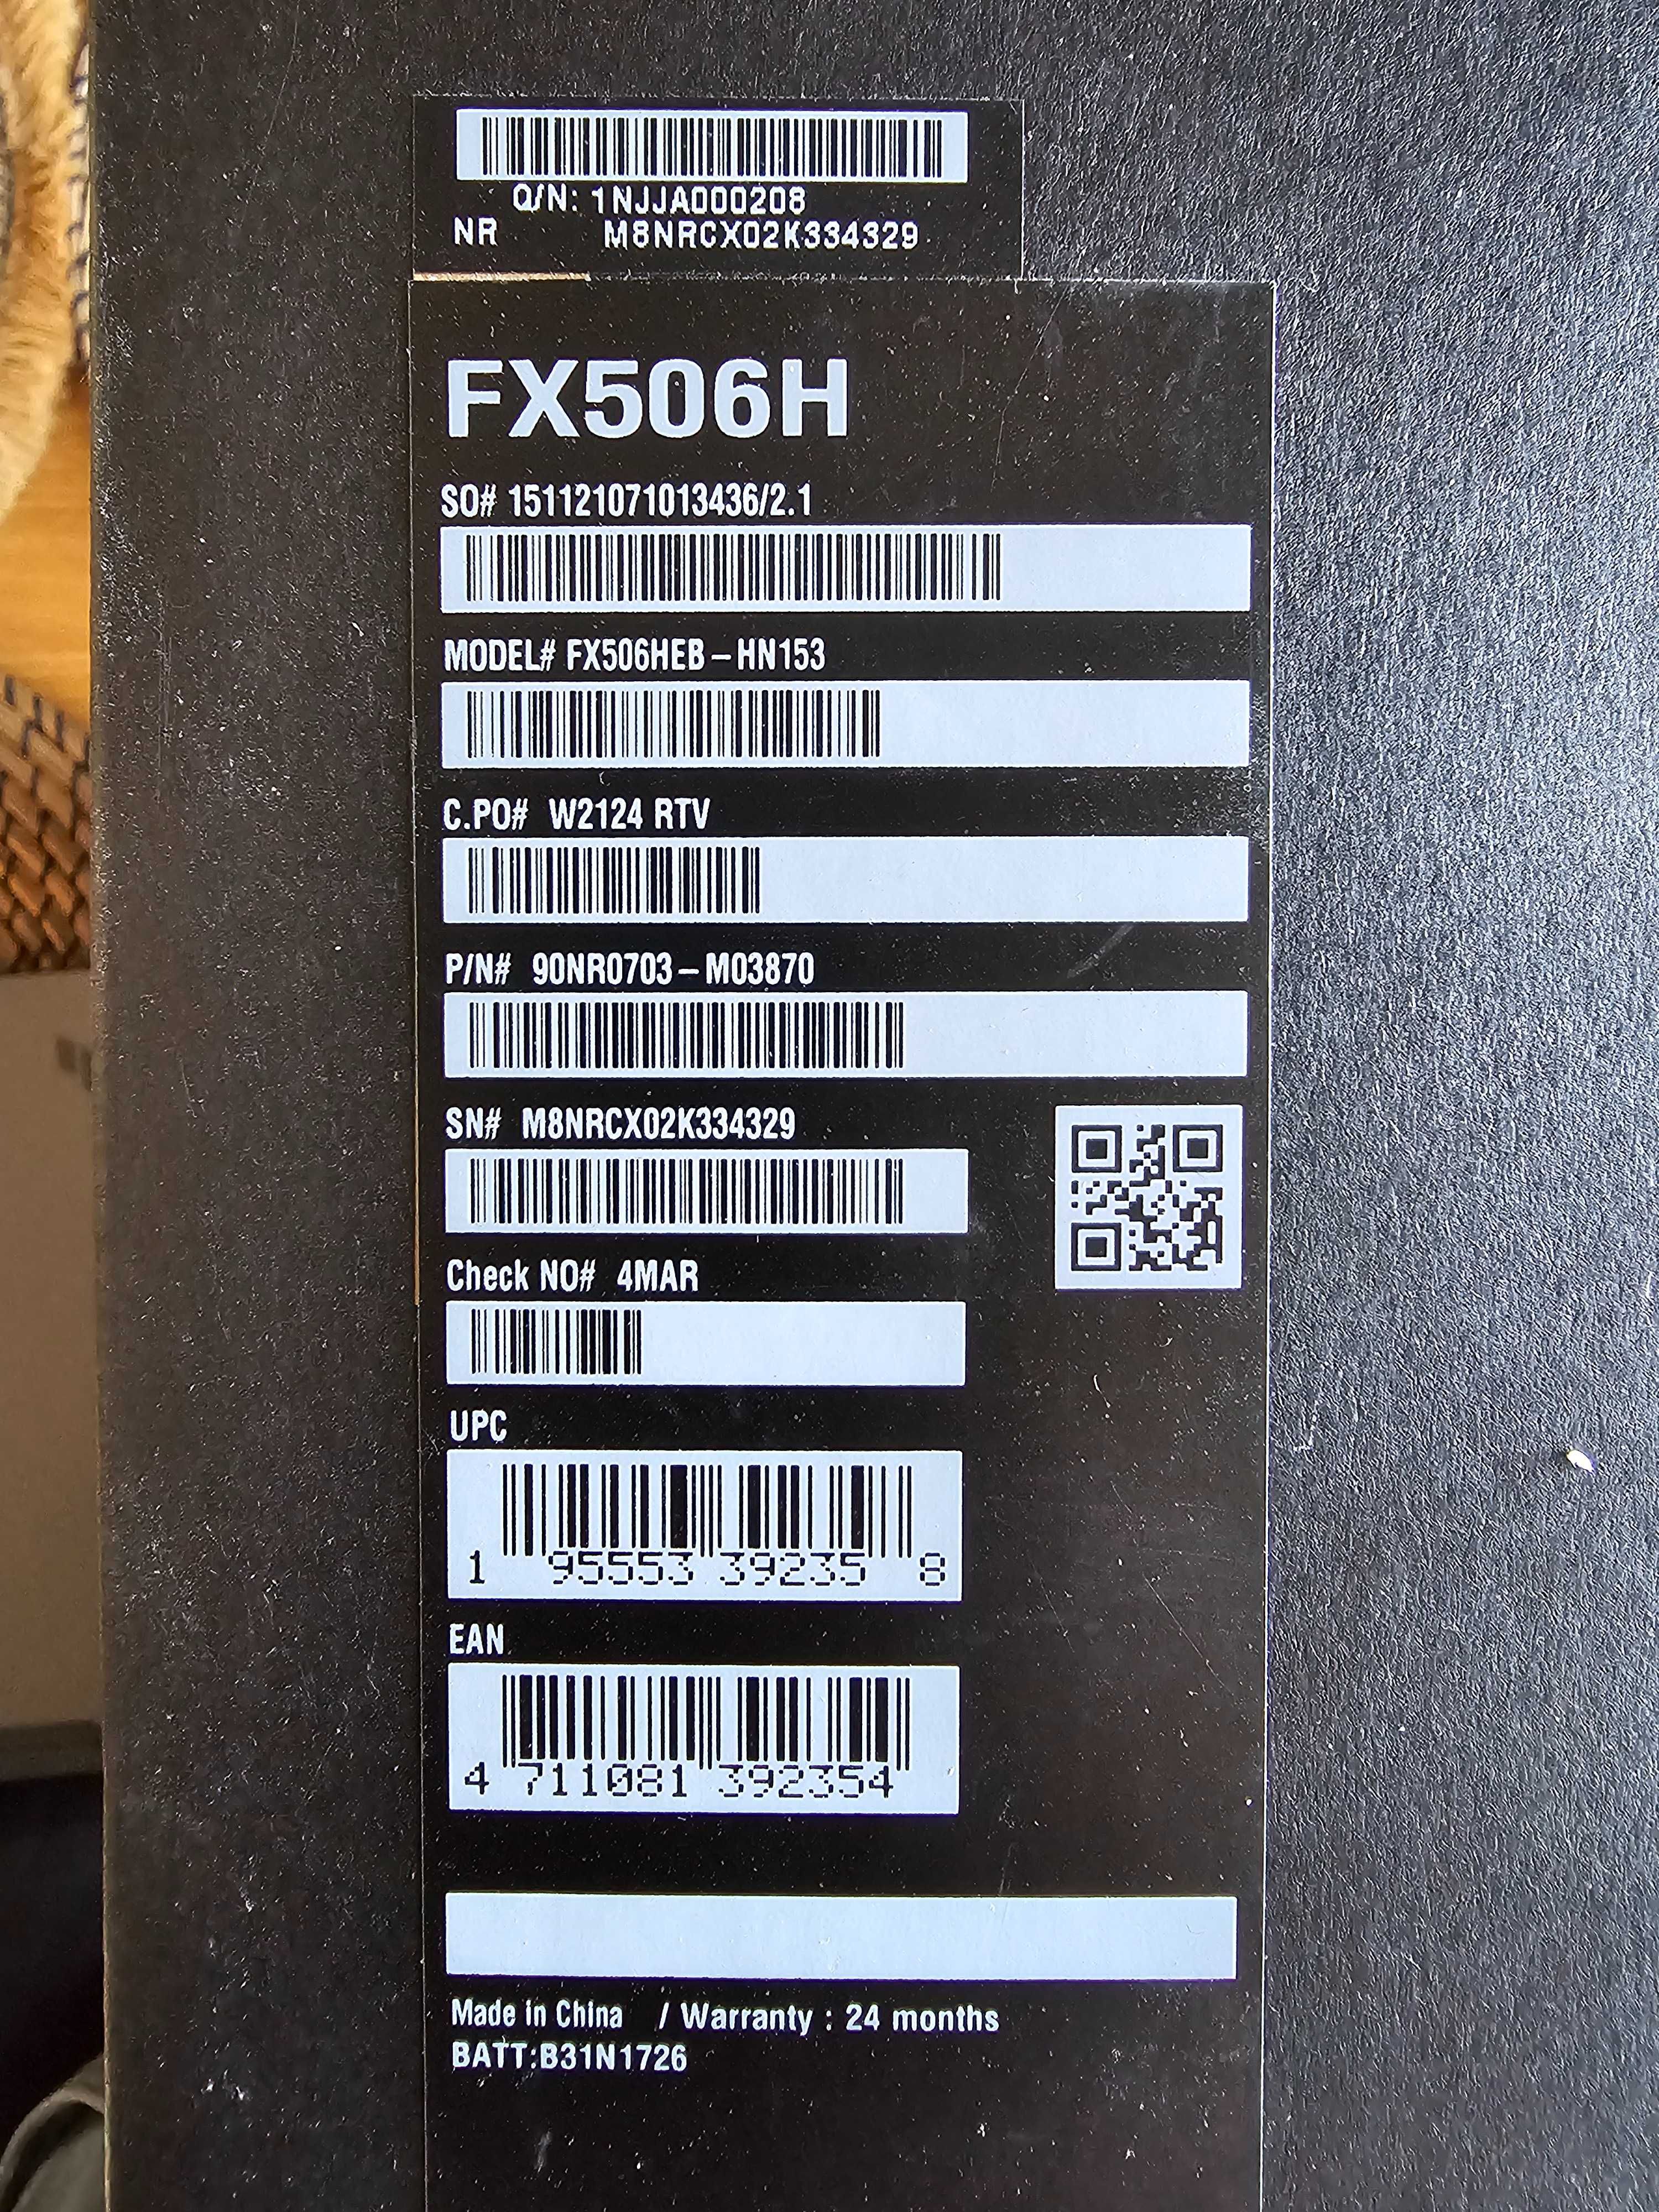 Q/N: 1NJJA000208
NR M8NRCX02K334329
FX506H
SO# 151121071013436/2.1
MODEL# FX506HEB-HN153
C.PO# W2124 RTV
P/N# 90NR0703-M03870
SN# M8NRCX02K334329
Check NO# 4MAR
UPC
1 95553 39235 8
EAN
4 711081 392354
Made in China / Warranty : 24 months
BATT:B31N1726